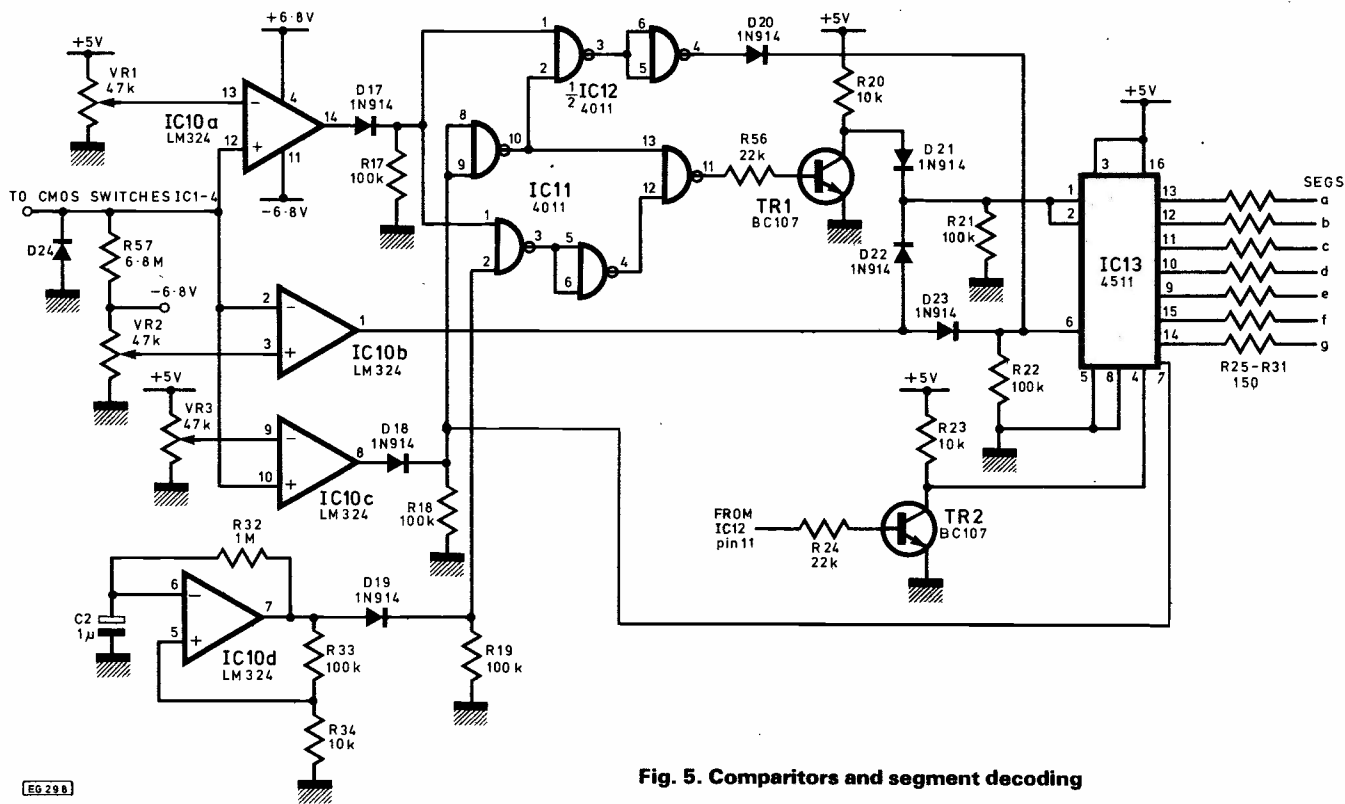 +6·8V
+5V
VR1
47k
13
4
IC10a
LM324
12
11
14
−6·8V
D17
1N914
R17
100k
1
2
3
½IC12
4011
6
5
4
D20
1N914
+5V
R20
10k
8
9
10
13
12
11
R56
22k
TR1
BC107
D21
1N914
D22
1N914
R21
100k
IC11
4011
1
2
3
5
6
4
TO CMOS SWITCHES IC1-4
D24
R57
6·8M
−6·8V
VR2
47k
2
3
1
IC10b
LM324
D23
1N914
R22
100k
+5V
VR3
47k
9
10
8
IC10c
LM324
D18
1N914
R18
100k
+5V
3
16
1
2
6
IC13
4511
13
12
11
10
9
15
14
5
8
4
7
SEGS
a
b
c
d
e
f
g
R25-R31
150
+5V
R23
10k
FROM
IC12
pin11
R24
22k
TR2
BC107
R32
1M
C2
1µ
6
5
7
IC10d
LM324
D19
1N914
R33
100k
R34
10k
R19
100k
EG298
Fig. 5. Comparitors and segment decoding